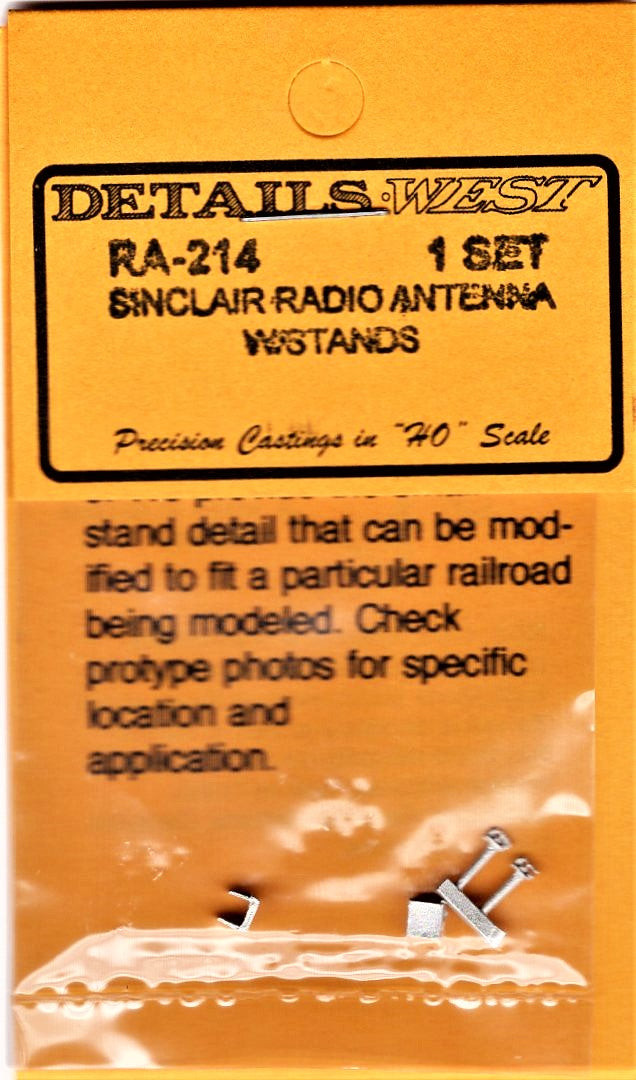 DETAILS WEST
RA-214 1 SET
SINCLAIR RADIO ANTENNA
W/STANDS
Precision Castings in "HO" Scale
stand detail that can be mod-
ified to fit a particular railroad
being modeled. Check
protype photos for specific
location and
application.